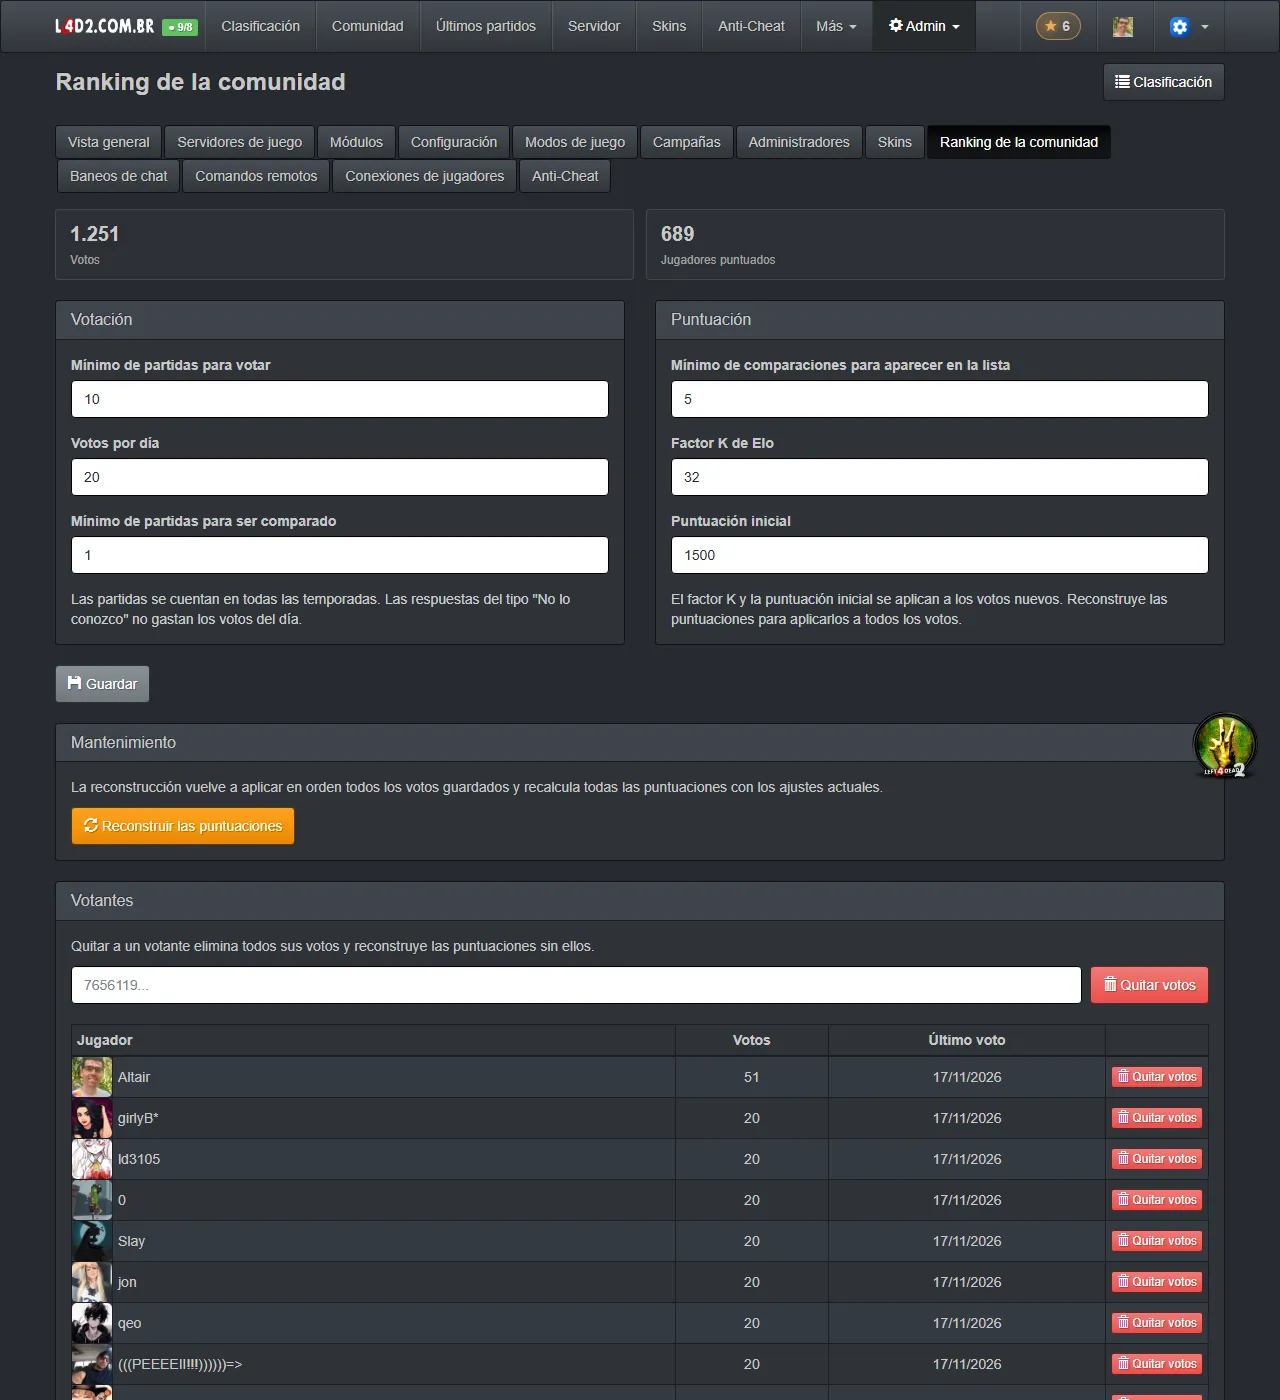 L4D2.COM.BR 9/8 Clasificación Comunidad Últimos partidos Servidor Skins Anti-Cheat Más Admin 6
Ranking de la comunidad
Clasificación
Vista general Servidores de juego Módulos Configuración Modos de juego Campañas Administradores Skins Ranking de la comunidad
Baneos de chat Comandos remotos Conexiones de jugadores Anti-Cheat
1.251
Votos
689
Jugadores puntuados
Votación
Mínimo de partidas para votar
10
Votos por día
20
Mínimo de partidas para ser comparado
1
Las partidas se cuentan en todas las temporadas. Las respuestas del tipo "No lo
conozco" no gastan los votos del día.
Puntuación
Mínimo de comparaciones para aparecer en la lista
5
Factor K de Elo
32
Puntuación inicial
1500
El factor K y la puntuación inicial se aplican a los votos nuevos. Reconstruye las
puntuaciones para aplicarlos a todos los votos.
Guardar
Mantenimiento
LEFT4DEAD 2
La reconstrucción vuelve a aplicar en orden todos los votos guardados y recalcula todas las puntuaciones con los ajustes actuales.
Reconstruir las puntuaciones
Votantes
Quitar a un votante elimina todos sus votos y reconstruye las puntuaciones sin ellos.
7656119...
Quitar votos
Jugador Votos Último voto
Altair 51 17/11/2026 Quitar votos
girlyB* 20 17/11/2026 Quitar votos
ld3105 20 17/11/2026 Quitar votos
0 20 17/11/2026 Quitar votos
Slay 20 17/11/2026 Quitar votos
jon 20 17/11/2026 Quitar votos
qeo 20 17/11/2026 Quitar votos
20 17/11/2026 Quitar votos